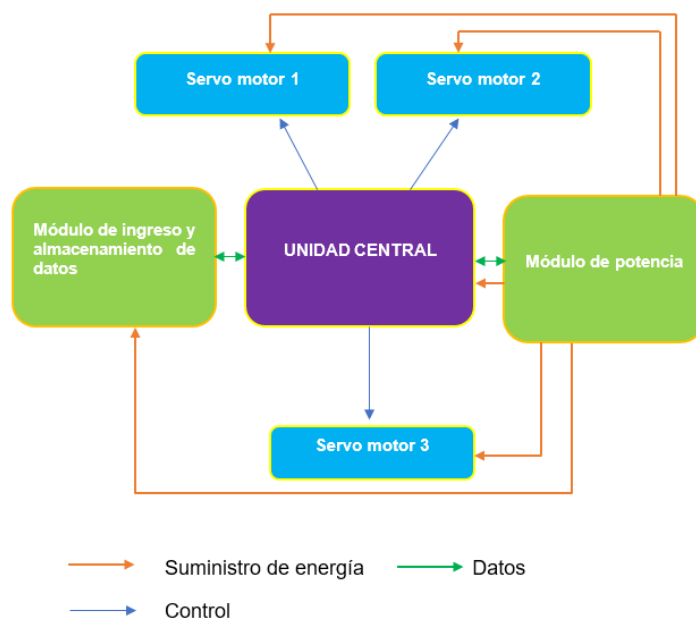 Servo motor 1
Servo motor 2
Módulo de ingreso y
almacenamiento de
datos
UNIDAD CENTRAL
Módulo de potencia
Servo motor 3
Suministro de energía
Datos
Control